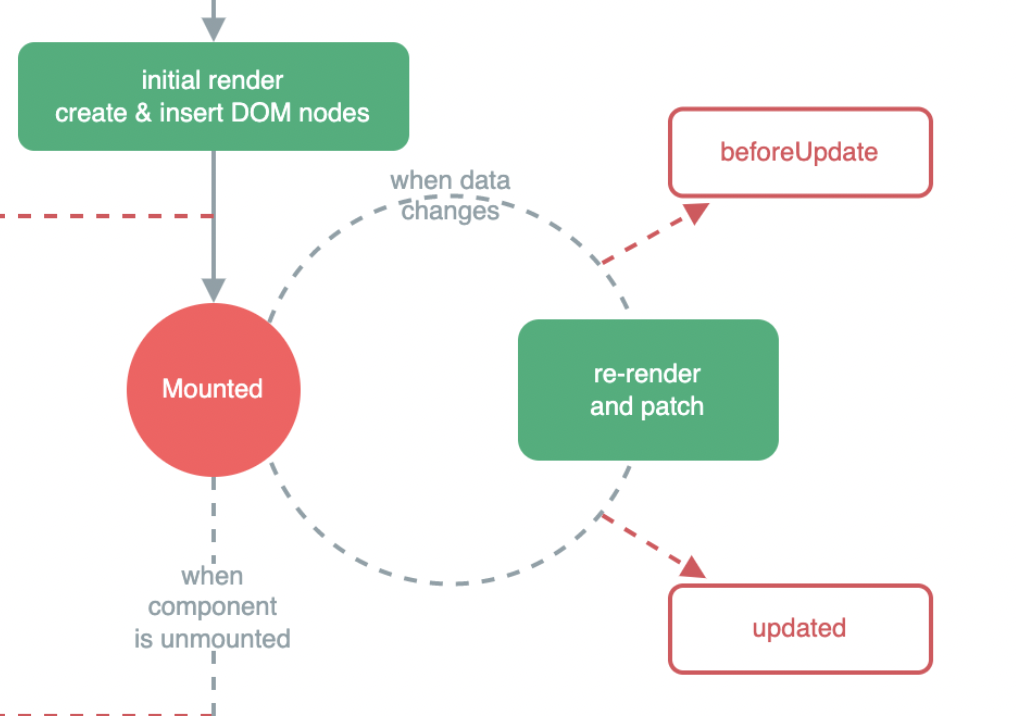 initial render
create & insert DOM nodes
beforeUpdate
when data
changes
Mounted
re-render
and patch
when
component
is unmounted
updated